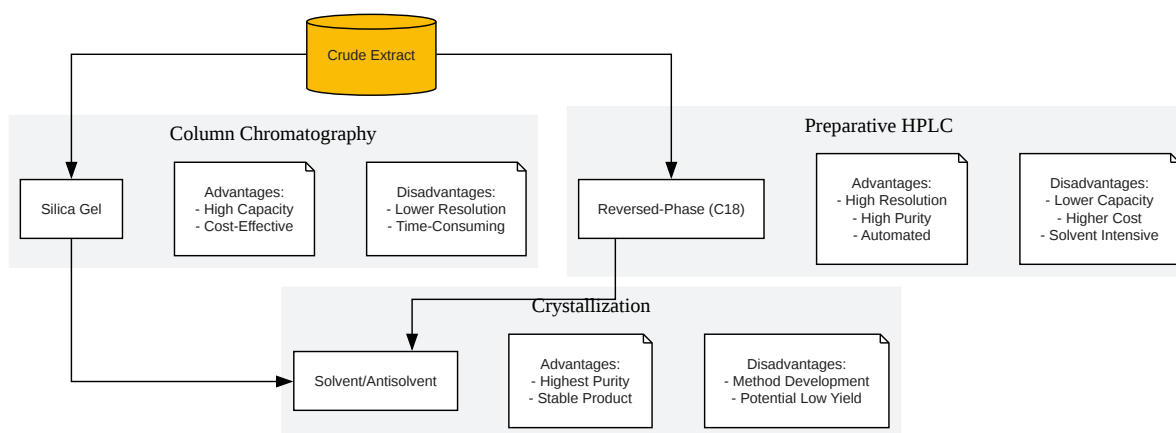 Crude Extract
Column Chromatography
Silica Gel
Advantages:
- High Capacity
- Cost-Effective
Disadvantages:
- Lower Resolution
- Time-Consuming
Preparative HPLC
Reversed-Phase (C18)
Advantages:
- High Resolution
- High Purity
- Automated
Disadvantages:
- Lower Capacity
- Higher Cost
- Solvent Intensive
Crystallization
Solvent/Antisolvent
Advantages:
- Highest Purity
- Stable Product
Disadvantages:
- Method Development
- Potential Low Yield